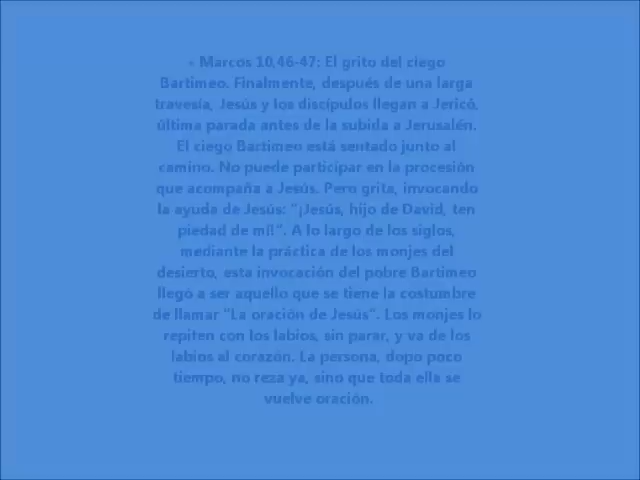 • Marcos 10,46-47: El grito del ciego
Bartimeo. Finalmente, después de una larga
travesía, Jesús y los discípulos llegan a Jericó,
última parada antes de la subida a Jerusalén.
El ciego Bartimeo está sentado junto al
camino. No puede participar en la procesión
que acompaña a Jesús. Pero grita, invocando
la ayuda de Jesús: “¡Jesús, hijo de David, ten
piedad de mí!”. A lo largo de los siglos,
mediante la práctica de los monjes del
desierto, esta invocación del pobre Bartimeo
llegó a ser aquello que se tiene la costumbre
de llamar “La oración de Jesús”. Los monjes lo
repiten con los labios, sin parar, y va de los
labios al corazón. La persona, dopo poco
tiempo, no reza ya, sino que toda ella se
vuelve oración.